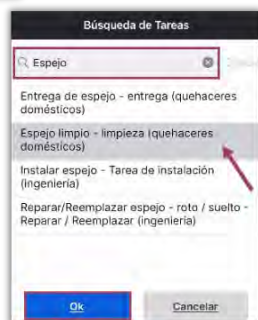 Búsqueda de Tareas
Espejo
Entrega de espejo - entrega (quehaceres
domésticos)
Espejo limpio - limpieza (quehaceres
domésticos)
Instalar espejo - Tarea de instalación
(ingeniería)
Reparar/Reemplazar espejo - roto / suelto -
Reparar / Reemplazar (ingeniería)
Ok
Cancelar